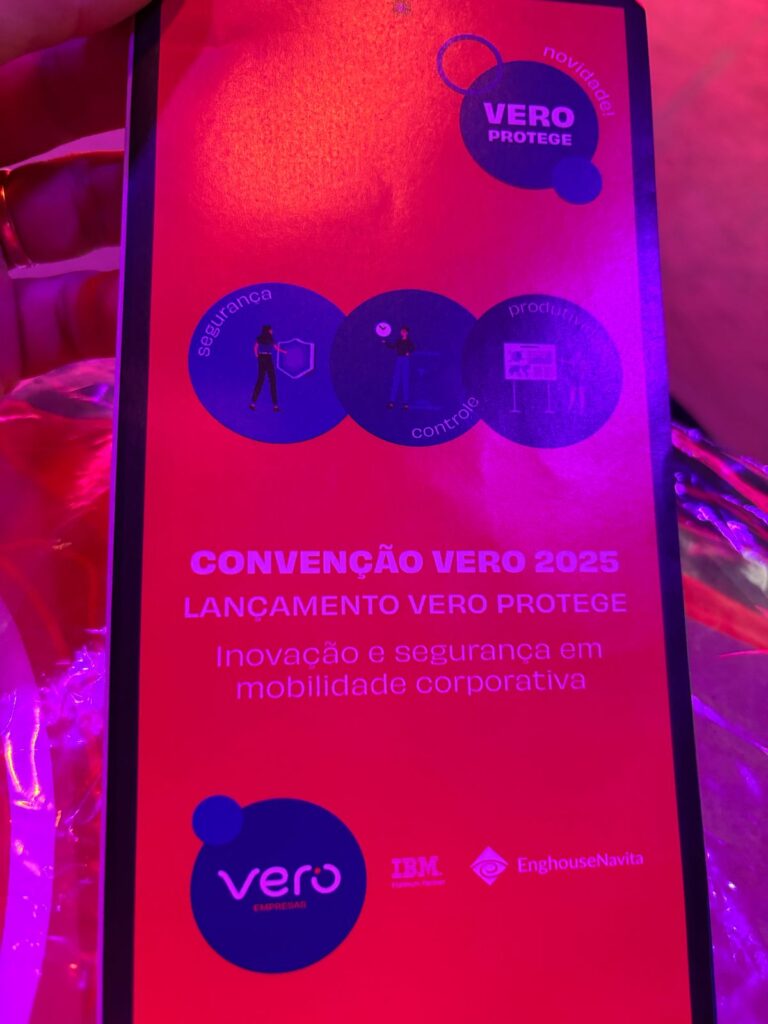 novidade!
VERO
PROTEGE
segurança
controle
CONVENÇÃO VERO 2025
LANÇAMENTO VERO PROTEGE
Inovação e segurança em
mobilidade corporativa
vero
EMPRESAS
IBM
EnghouseNavita